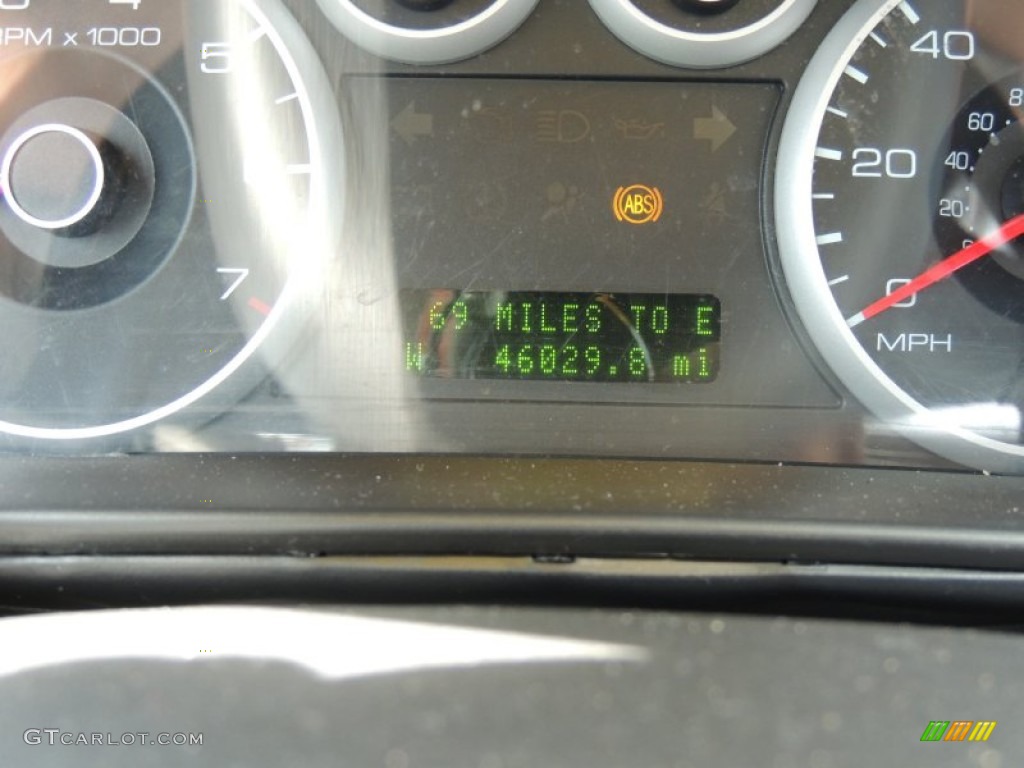 RPM x 1000
5
7
ABS
69 MILES TO E
W 46029.8 mi
40
20
0
MPH
60
40
20
GTCARLOT.COM